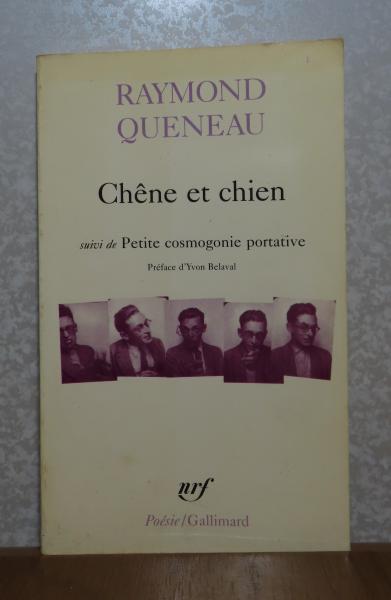 RAYMOND
QUENEAU
Chêne et chien
suivi de Petite cosmogonie portative
Préface d'Yvon Belaval
nrf
Poésie/Gallimard